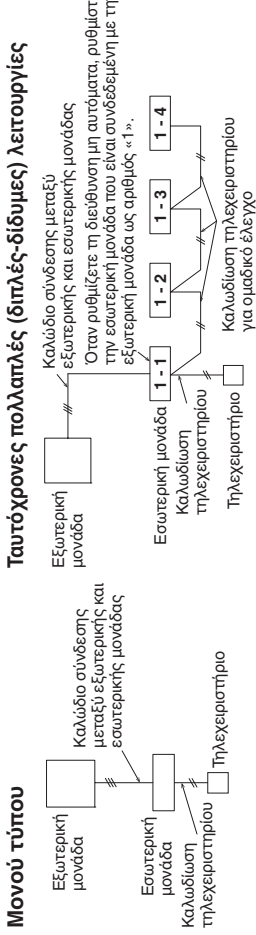 Μονού τύπου
Εξωτερική
μονάδα
Καλώδιο σύνδεσης
μεταξύ εξωτερικής και
εσωτερικής μονάδας
Εσωτερική
μονάδα
Καλωδίωση
τηλεχειριστηρίου
Τηλεχειριστήριο
Ταυτόχρονες πολλαπλές (διπλές-δίδυμες) λειτουργίες
Εξωτερική
μονάδα
Καλώδιο σύνδεσης μεταξύ
εξωτερικής και εσωτερικής μονάδας
Όταν ρυθμίζετε τη διεύθυνση μη αυτόματα, ρυθμίστ
την εσωτερική μονάδα που είναι συνδεδεμένη με τη
εξωτερική μονάδα ως αριθμός «1».
Εσωτερική μονάδα
1 - 1
1 - 2
1 - 3
1 - 4
Καλωδίωση
τηλεχειριστηρίου
Τηλεχειριστήριο
Καλωδίωση τηλεχειριστηρίου
για ομαδικό έλεγχο